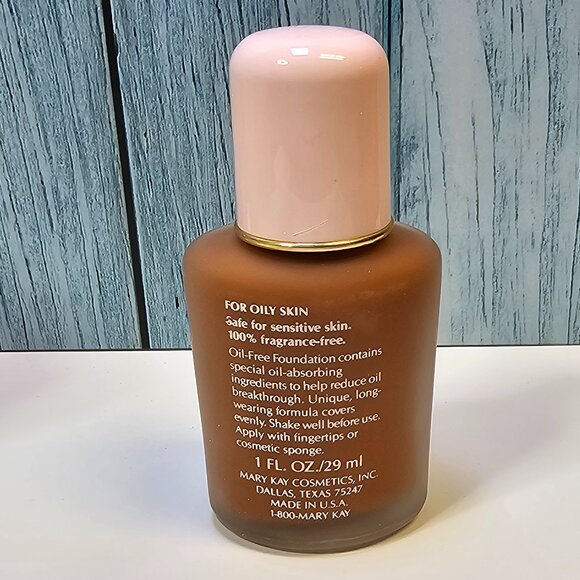 FOR OILY SKIN
Safe for sensitive skin.
100% fragrance-free.
Oil-Free Foundation contains
special oil-absorbing
ingredients to help reduce oil
breakthrough. Unique, long-
wearing formula covers
evenly. Shake well before use.
Apply with fingertips or
cosmetic sponge.
1 FL. OZ./29 ml
MARY KAY COSMETICS, INC.
DALLAS, TEXAS 75247
MADE IN U.S.A.
1-800-MARY KAY